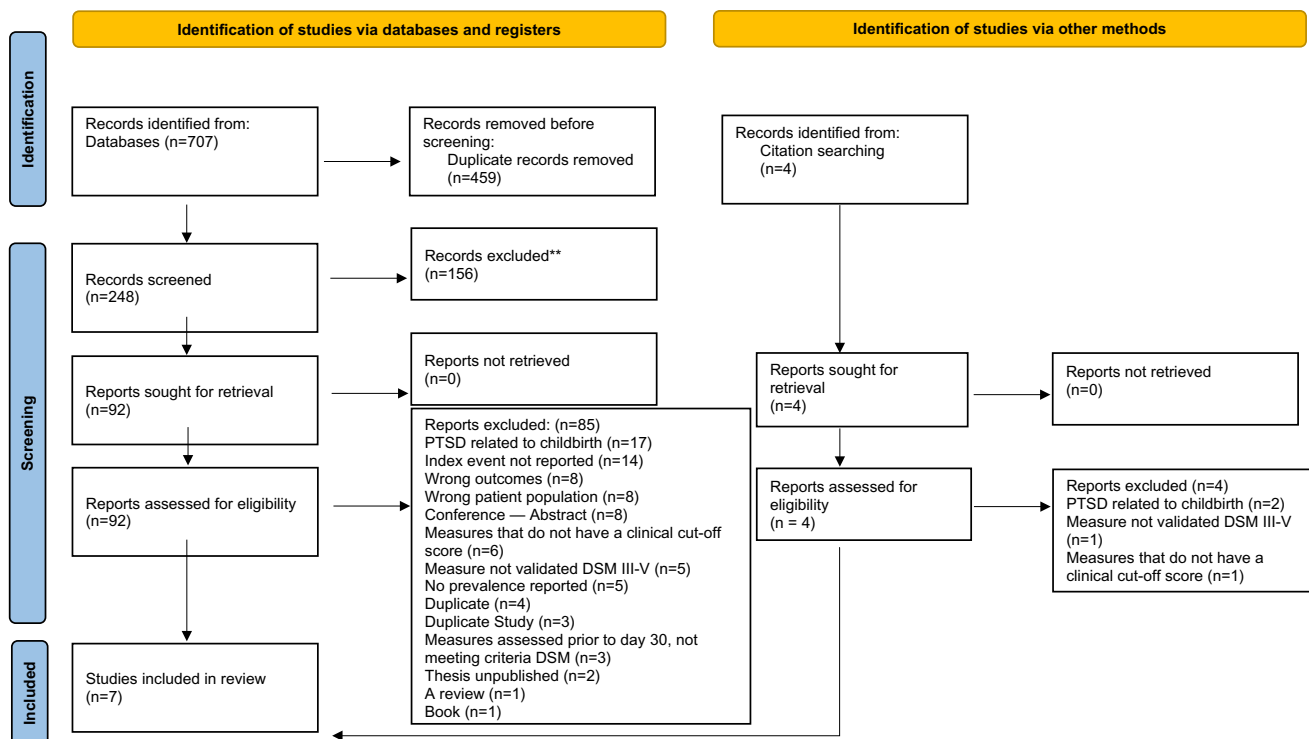 Identification of studies via databases and registers
Identification of studies via other methods
Identification
Records identified from:
Databases (n=707)
Records removed before
screening:
Duplicate records removed
(n=459)
Records identified from:
Citation searching
(n=4)
Screening
Records screened
(n=248)
Records excluded**
(n=156)
Reports sought for retrieval
(n=92)
Reports not retrieved
(n=0)
Reports sought for
retrieval
(n=4)
Reports not retrieved
(n=0)
Reports assessed for eligibility
(n=92)
Reports excluded: (n=85)
PTSD related to childbirth (n=17)
Index event not reported (n=14)
Wrong outcomes (n=8)
Wrong patient population (n=8)
Conference — Abstract (n=8)
Measures that do not have a clinical cut-off
score (n=6)
Measure not validated DSM III-V (n=5)
No prevalence reported (n=5)
Duplicate (n=4)
Duplicate Study (n=3)
Measures assessed prior to day 30, not
meeting criteria DSM (n=3)
Thesis unpublished (n=2)
A review (n=1)
Book (n=1)
Reports assessed for
eligibility
(n = 4)
Reports excluded (n=4)
PTSD related to childbirth (n=2)
Measure not validated DSM III-V
(n=1)
Measures that do not have a
clinical cut-off score (n=1)
Included
Studies included in review
(n=7)